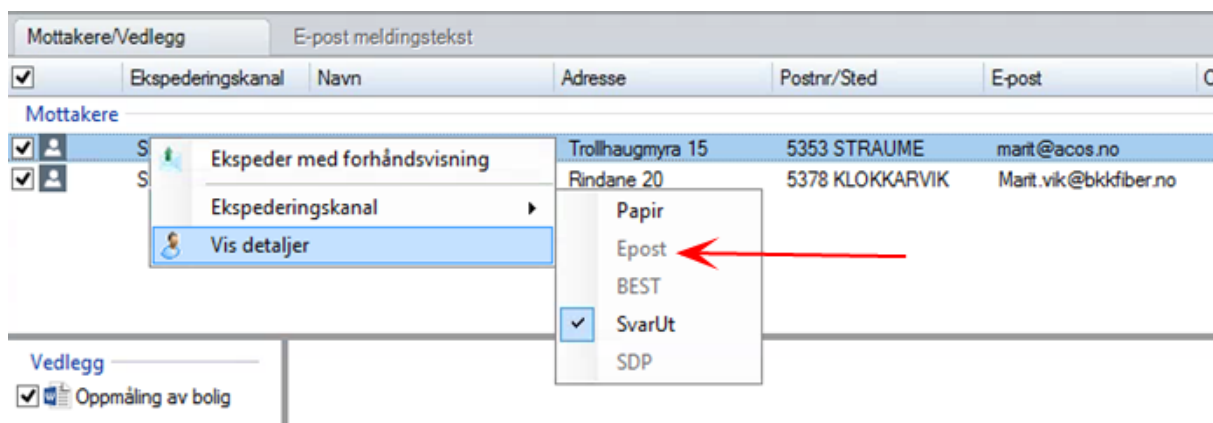 Mottakere/Vedlegg E-post meldingstekst
Ekspederingskanal Navn Adresse Postnr/Sted E-post
Mottakere
S Trollhaugmyra 15 5353 STRAUME marit@acos.no
S Rindane 20 5378 KLOKKARVIK Marit.vik@bkkfiber.no
Ekspeder med forhåndsvisning
Ekspederingskanal
Vis detaljer
Papir
Epost
BEST
SvarUt
SDP
Vedlegg
Oppmåling av bolig